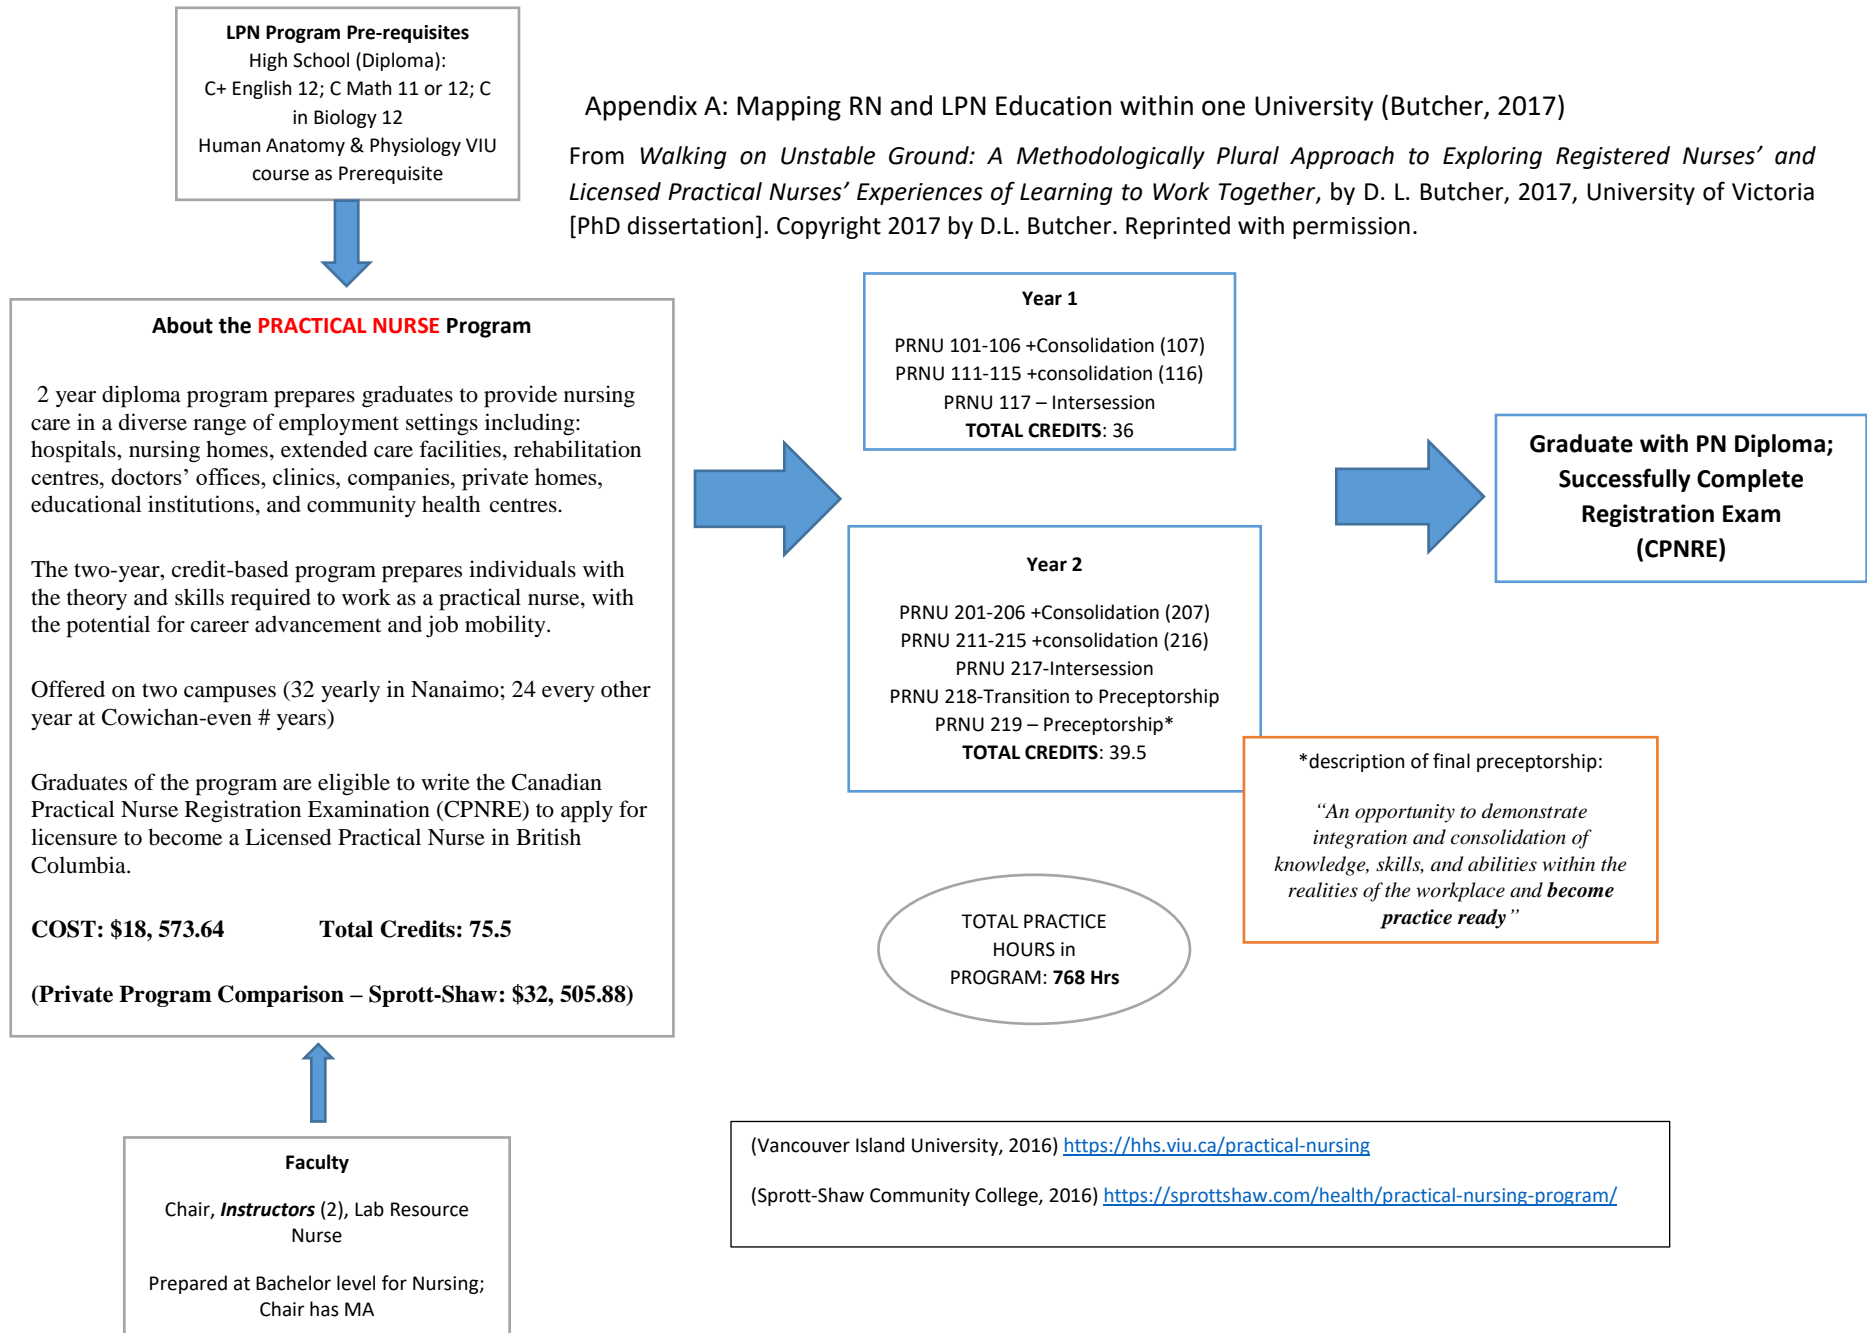 LPN Program Pre-requisites
High School (Diploma):
C+ English 12; C Math 11 or 12; C
in Biology 12
Human Anatomy & Physiology VIU
course as Prerequisite
Appendix A: Mapping RN and LPN Education within one University (Butcher, 2017)
From Walking on Unstable Ground: A Methodologically Plural Approach to Exploring Registered Nurses’ and
Licensed Practical Nurses’ Experiences of Learning to Work Together, by D. L. Butcher, 2017, University of Victoria
[PhD dissertation]. Copyright 2017 by D.L. Butcher. Reprinted with permission.
About the PRACTICAL NURSE Program
2 year diploma program prepares graduates to provide nursing
care in a diverse range of employment settings including:
hospitals, nursing homes, extended care facilities, rehabilitation
centres, doctors’ offices, clinics, companies, private homes,
educational institutions, and community health centres.
The two-year, credit-based program prepares individuals with
the theory and skills required to work as a practical nurse, with
the potential for career advancement and job mobility.
Offered on two campuses (32 yearly in Nanaimo; 24 every other
year at Cowichan-even # years)
Graduates of the program are eligible to write the Canadian
Practical Nurse Registration Examination (CPNRE) to apply for
licensure to become a Licensed Practical Nurse in British
Columbia.
COST: $18, 573.64 Total Credits: 75.5
(Private Program Comparison – Sprott-Shaw: $32, 505.88)
Year 1
PRNU 101-106 +Consolidation (107)
PRNU 111-115 +consolidation (116)
PRNU 117 – Intersession
TOTAL CREDITS: 36
Year 2
PRNU 201-206 +Consolidation (207)
PRNU 211-215 +consolidation (216)
PRNU 217-Intersession
PRNU 218-Transition to Preceptorship
PRNU 219 – Preceptorship*
TOTAL CREDITS: 39.5
Graduate with PN Diploma;
Successfully Complete
Registration Exam
(CPNRE)
*description of final preceptorship:
“An opportunity to demonstrate
integration and consolidation of
knowledge, skills, and abilities within the
realities of the workplace and become
practice ready”
TOTAL PRACTICE
HOURS in
PROGRAM: 768 Hrs
Faculty
Chair, Instructors (2), Lab Resource
Nurse
Prepared at Bachelor level for Nursing;
Chair has MA
(Vancouver Island University, 2016) https://hhs.viu.ca/practical-nursing
(Sprott-Shaw Community College, 2016) https://sprottshaw.com/health/practical-nursing-program/